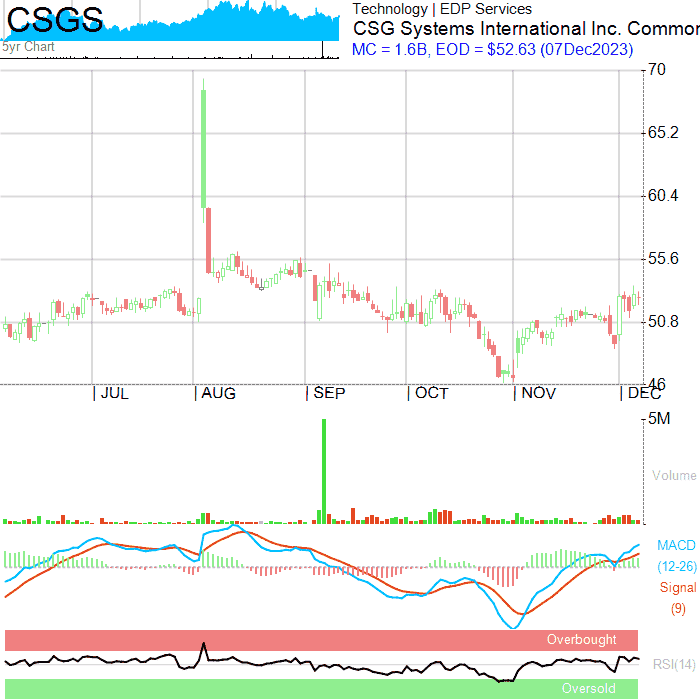 CSGS
5yr Chart
Technology | EDP Services
CSG Systems International Inc. Common
MC = 1.6B, EOD = $52.63 (07Dec2023)
70
65.2
60.4
55.6
50.8
46
JUL
AUG
SEP
OCT
NOV
DEC
5M
Volume
MACD
(12-26)
Signal
(9)
Overbought
RSI(14)
Oversold